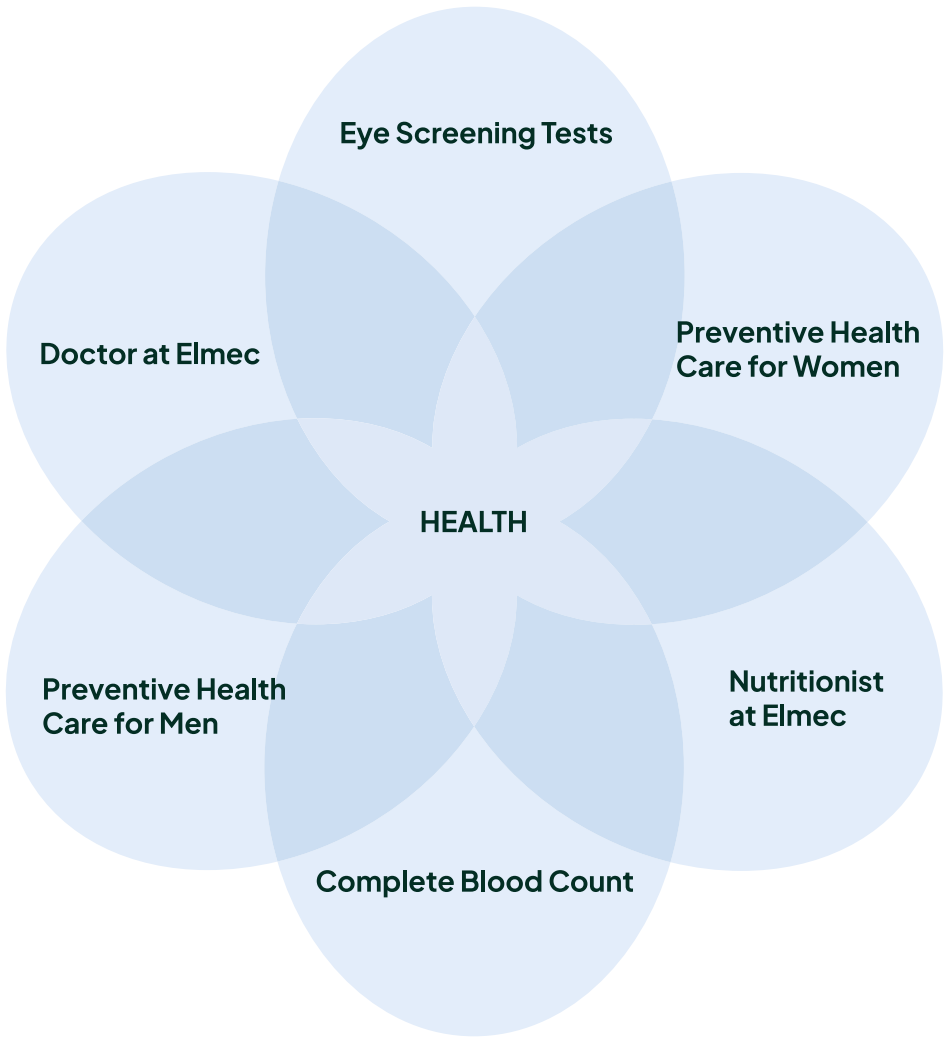 Eye Screening Tests
Preventive Health
Care for Women
Doctor at Elmec
HEALTH
Preventive Health
Care for Men
Nutritionist
at Elmec
Complete Blood Count